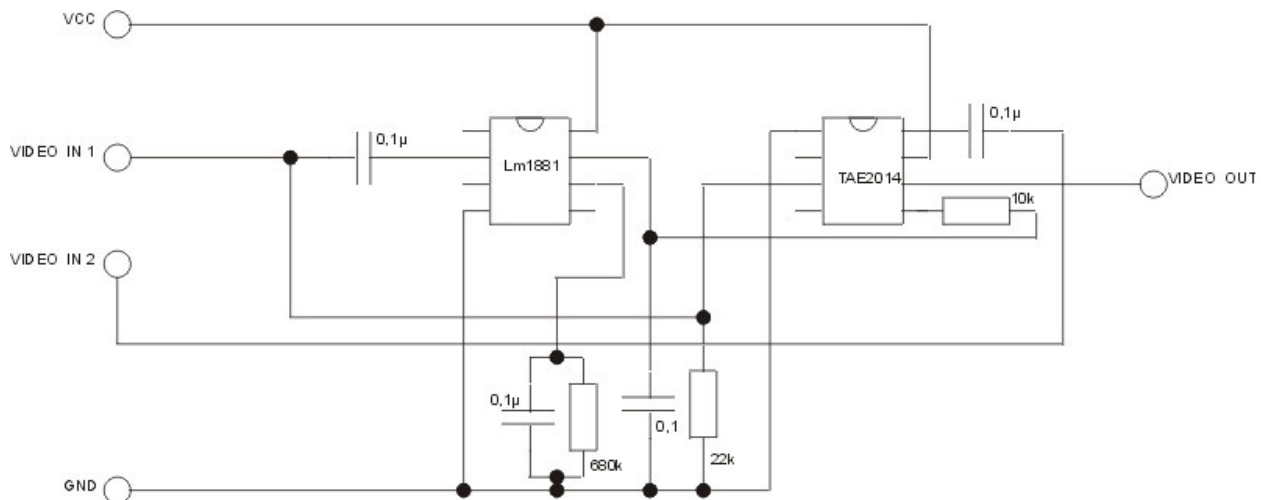 VCC
0,1µ
VIDEO IN 1
0,1µ
Lm1881
TAE2014
VIDEO OUT
10k
VIDEO IN 2
0,1µ
0,1
680k
22k
GND